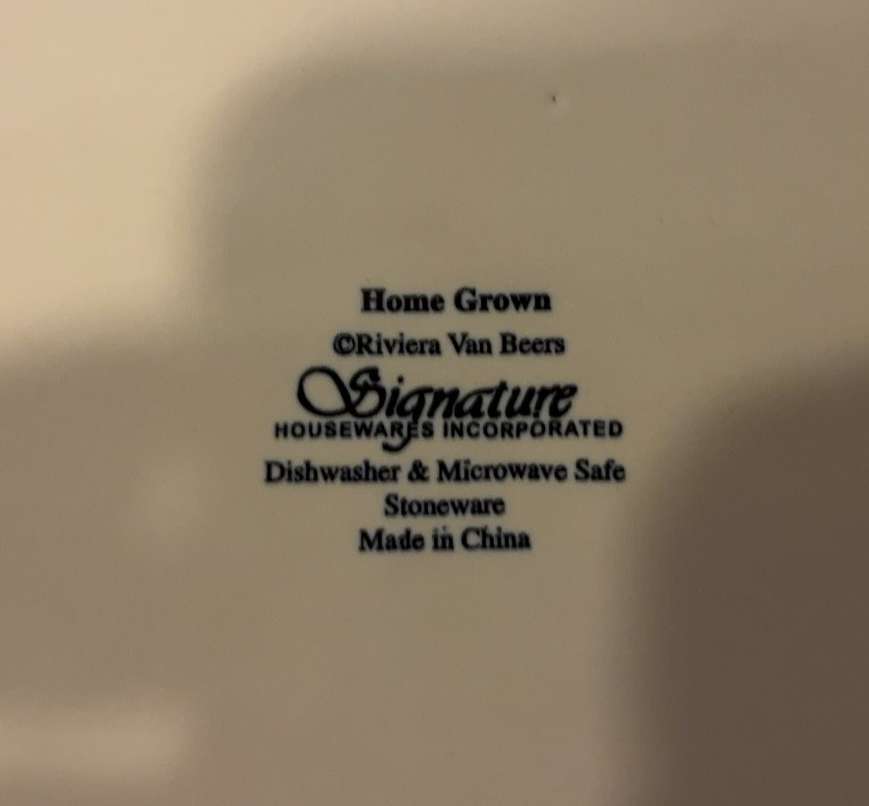 Home Grown
©Riviera Van Beers
Signature
HOUSEWARES INCORPORATED
Dishwasher & Microwave Safe
Stoneware
Made in China